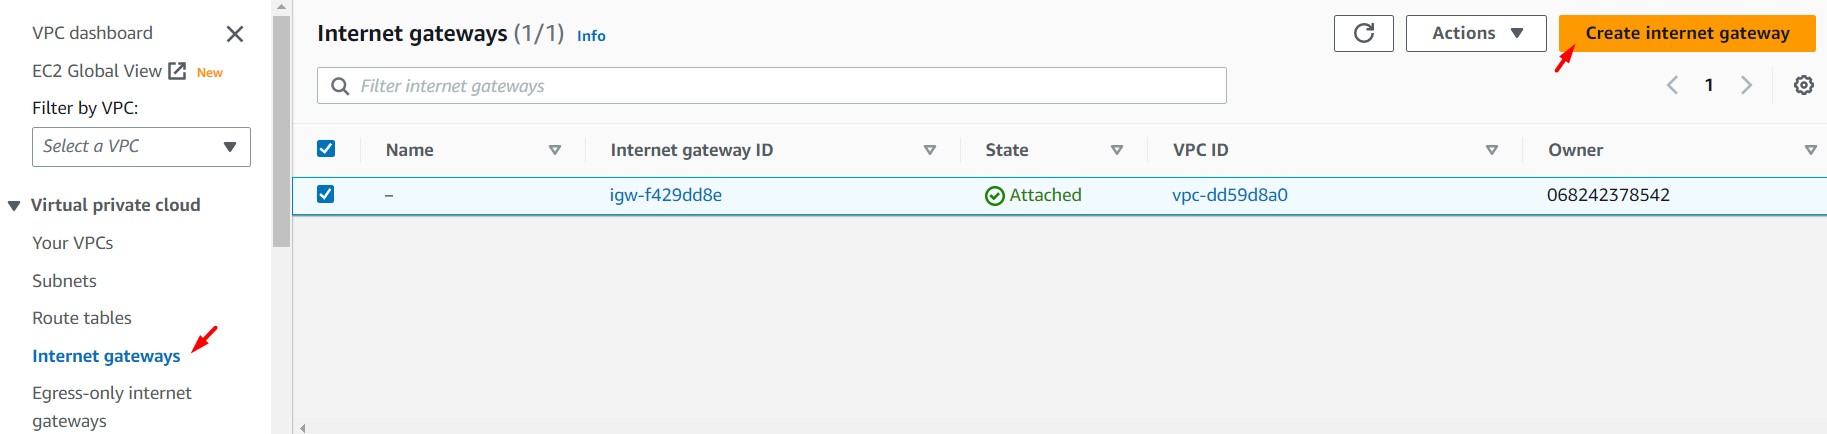 VPC dashboard
EC2 Global View New
Filter by VPC:
Select a VPC
Virtual private cloud
Your VPCs
Subnets
Route tables
Internet gateways
Egress-only internet
gateways
Internet gateways (1/1) Info
Actions
Create internet gateway
Filter internet gateways
1
Name Internet gateway ID State VPC ID Owner
– igw-f429dd8e Attached vpc-dd59d8a0 068242378542